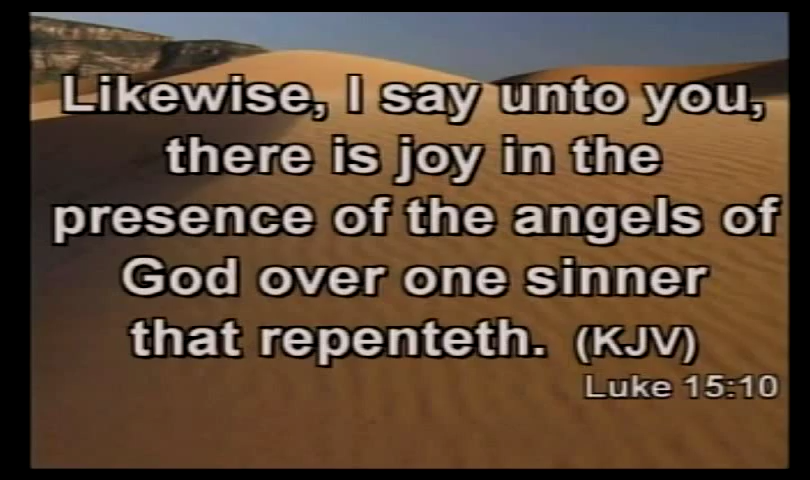 Likewise, I say unto you,
there is joy in the
presence of the angels of
God over one sinner
that repenteth. (KJV)
Luke 15:10